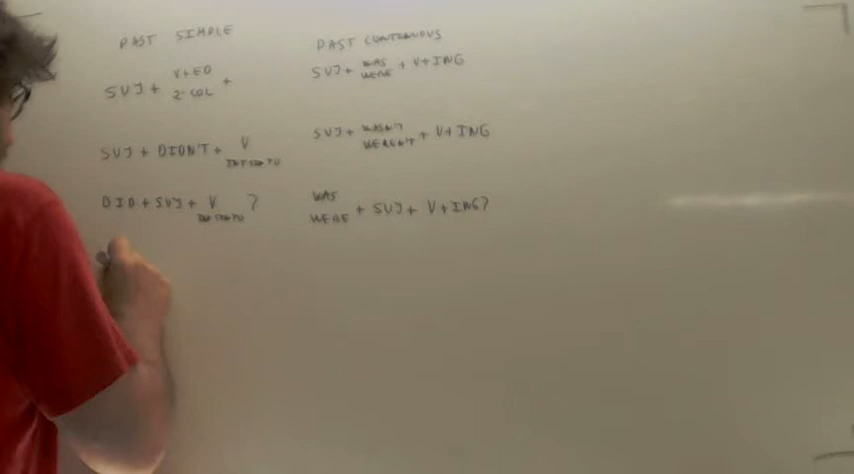 PAST SIMPLE
SUJ + V+ED +
2ª COL
SUJ + DIDN'T + V
DID + SUJ + V ?
PAST CONTINUOUS
SUJ + WAS + V+ING
WERE
SUJ + WASN'T + V+ING
WEREN'T
WAS + SUJ + V+ING?
WERE